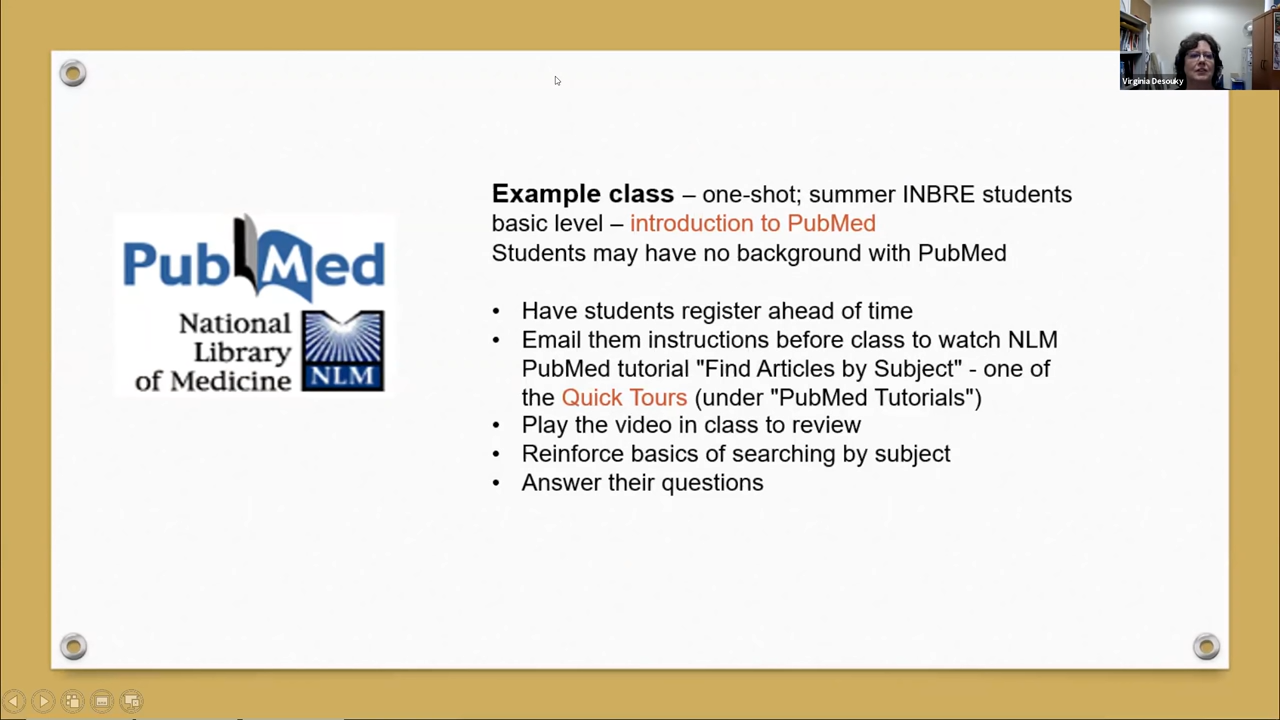 Virginia Desouky
PubMed
National
Library
of Medicine
NLM
Example class – one-shot; summer INBRE students
basic level – introduction to PubMed
Students may have no background with PubMed
• Have students register ahead of time
• Email them instructions before class to watch NLM
PubMed tutorial "Find Articles by Subject" - one of
the Quick Tours (under "PubMed Tutorials")
• Play the video in class to review
• Reinforce basics of searching by subject
• Answer their questions